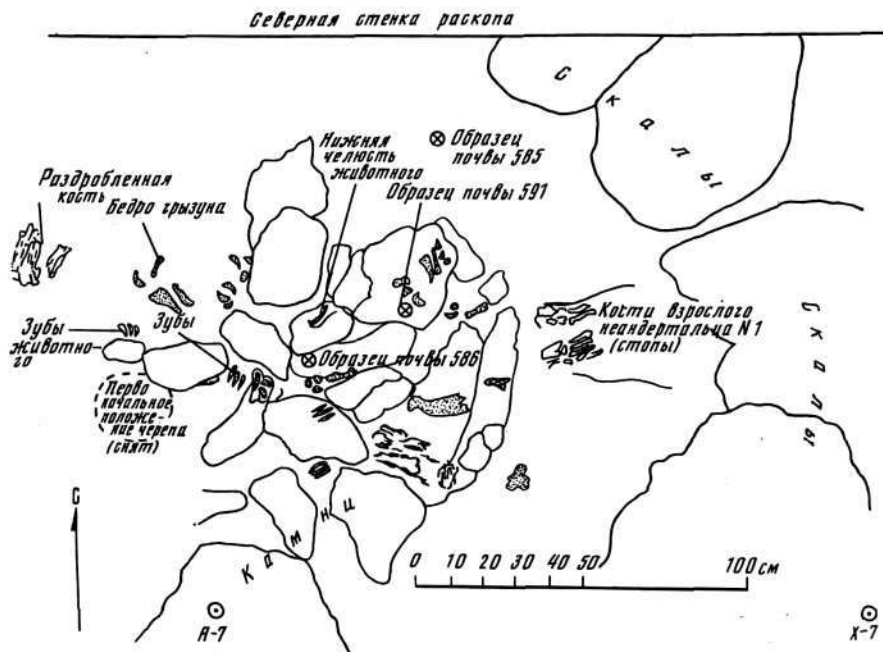 Северная стенка раскопа
Скалы
Нижняя
челюсть
животного
Образец
почвы 585
Образец почвы 591
Раздробленная
кость
Бедро грызуна
Зубы
животно-
го
Зубы
Образец почвы 586
Кости взрослого
неандертальца N 1
(стопы)
Скалы
Перво
начальное
положе-
ние черепа
(снят)
С
Камни
0 10 20 30 40 50 100 см
А-7
Х-7